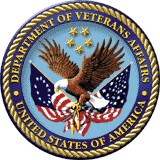 DEPARTMENT OF VETERANS AFFAIRS
UNITED STATES OF AMERICA